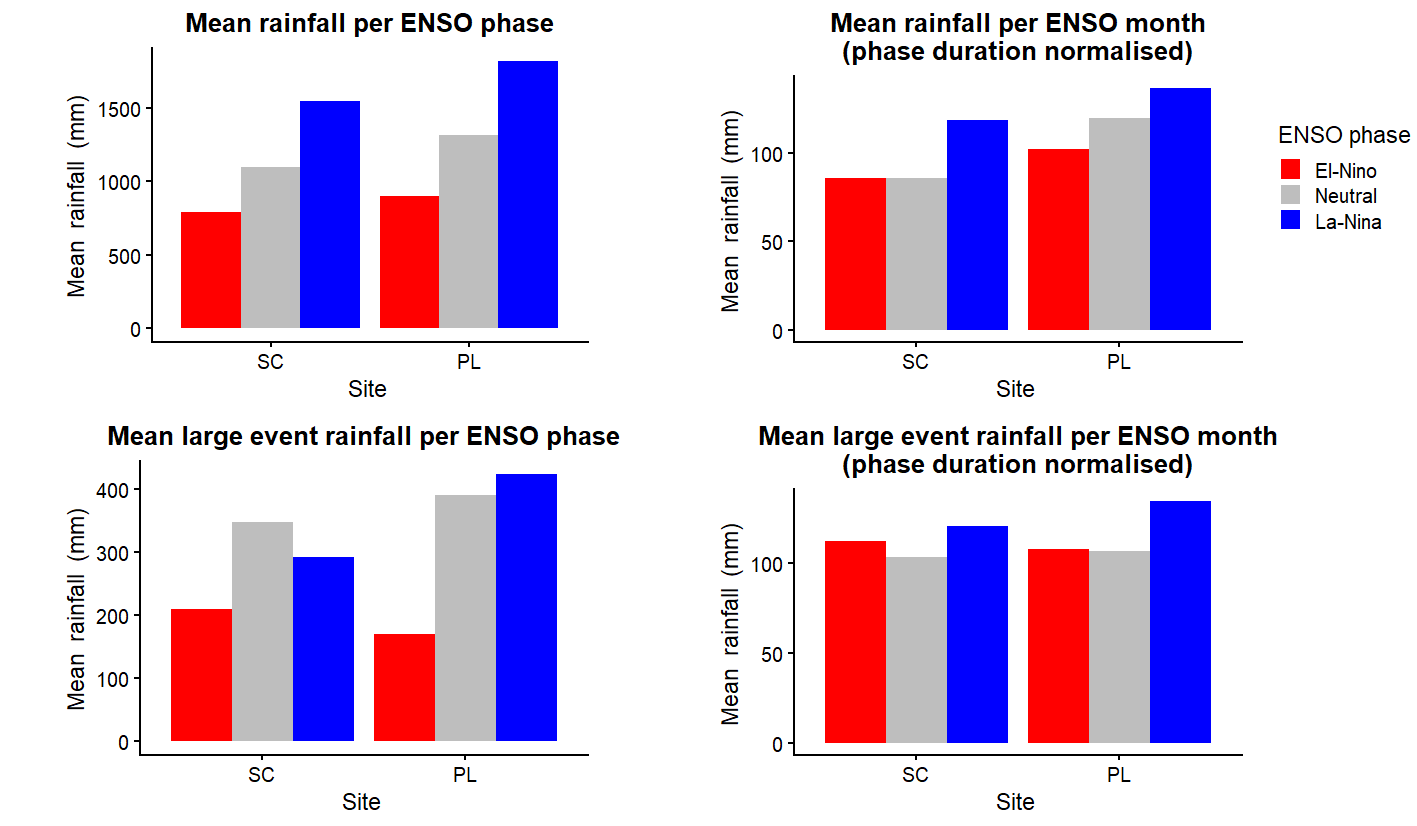 Mean rainfall per ENSO phase
Mean rainfall (mm)
1500
1000
500
0
SC
PL
Site
Mean rainfall per ENSO month
(phase duration normalised)
Mean rainfall (mm)
100
50
0
SC
PL
Site
ENSO phase
El-Nino
Neutral
La-Nina
Mean large event rainfall per ENSO phase
Mean rainfall (mm)
400
300
200
100
0
SC
PL
Site
Mean large event rainfall per ENSO month
(phase duration normalised)
Mean rainfall (mm)
100
50
0
SC
PL
Site